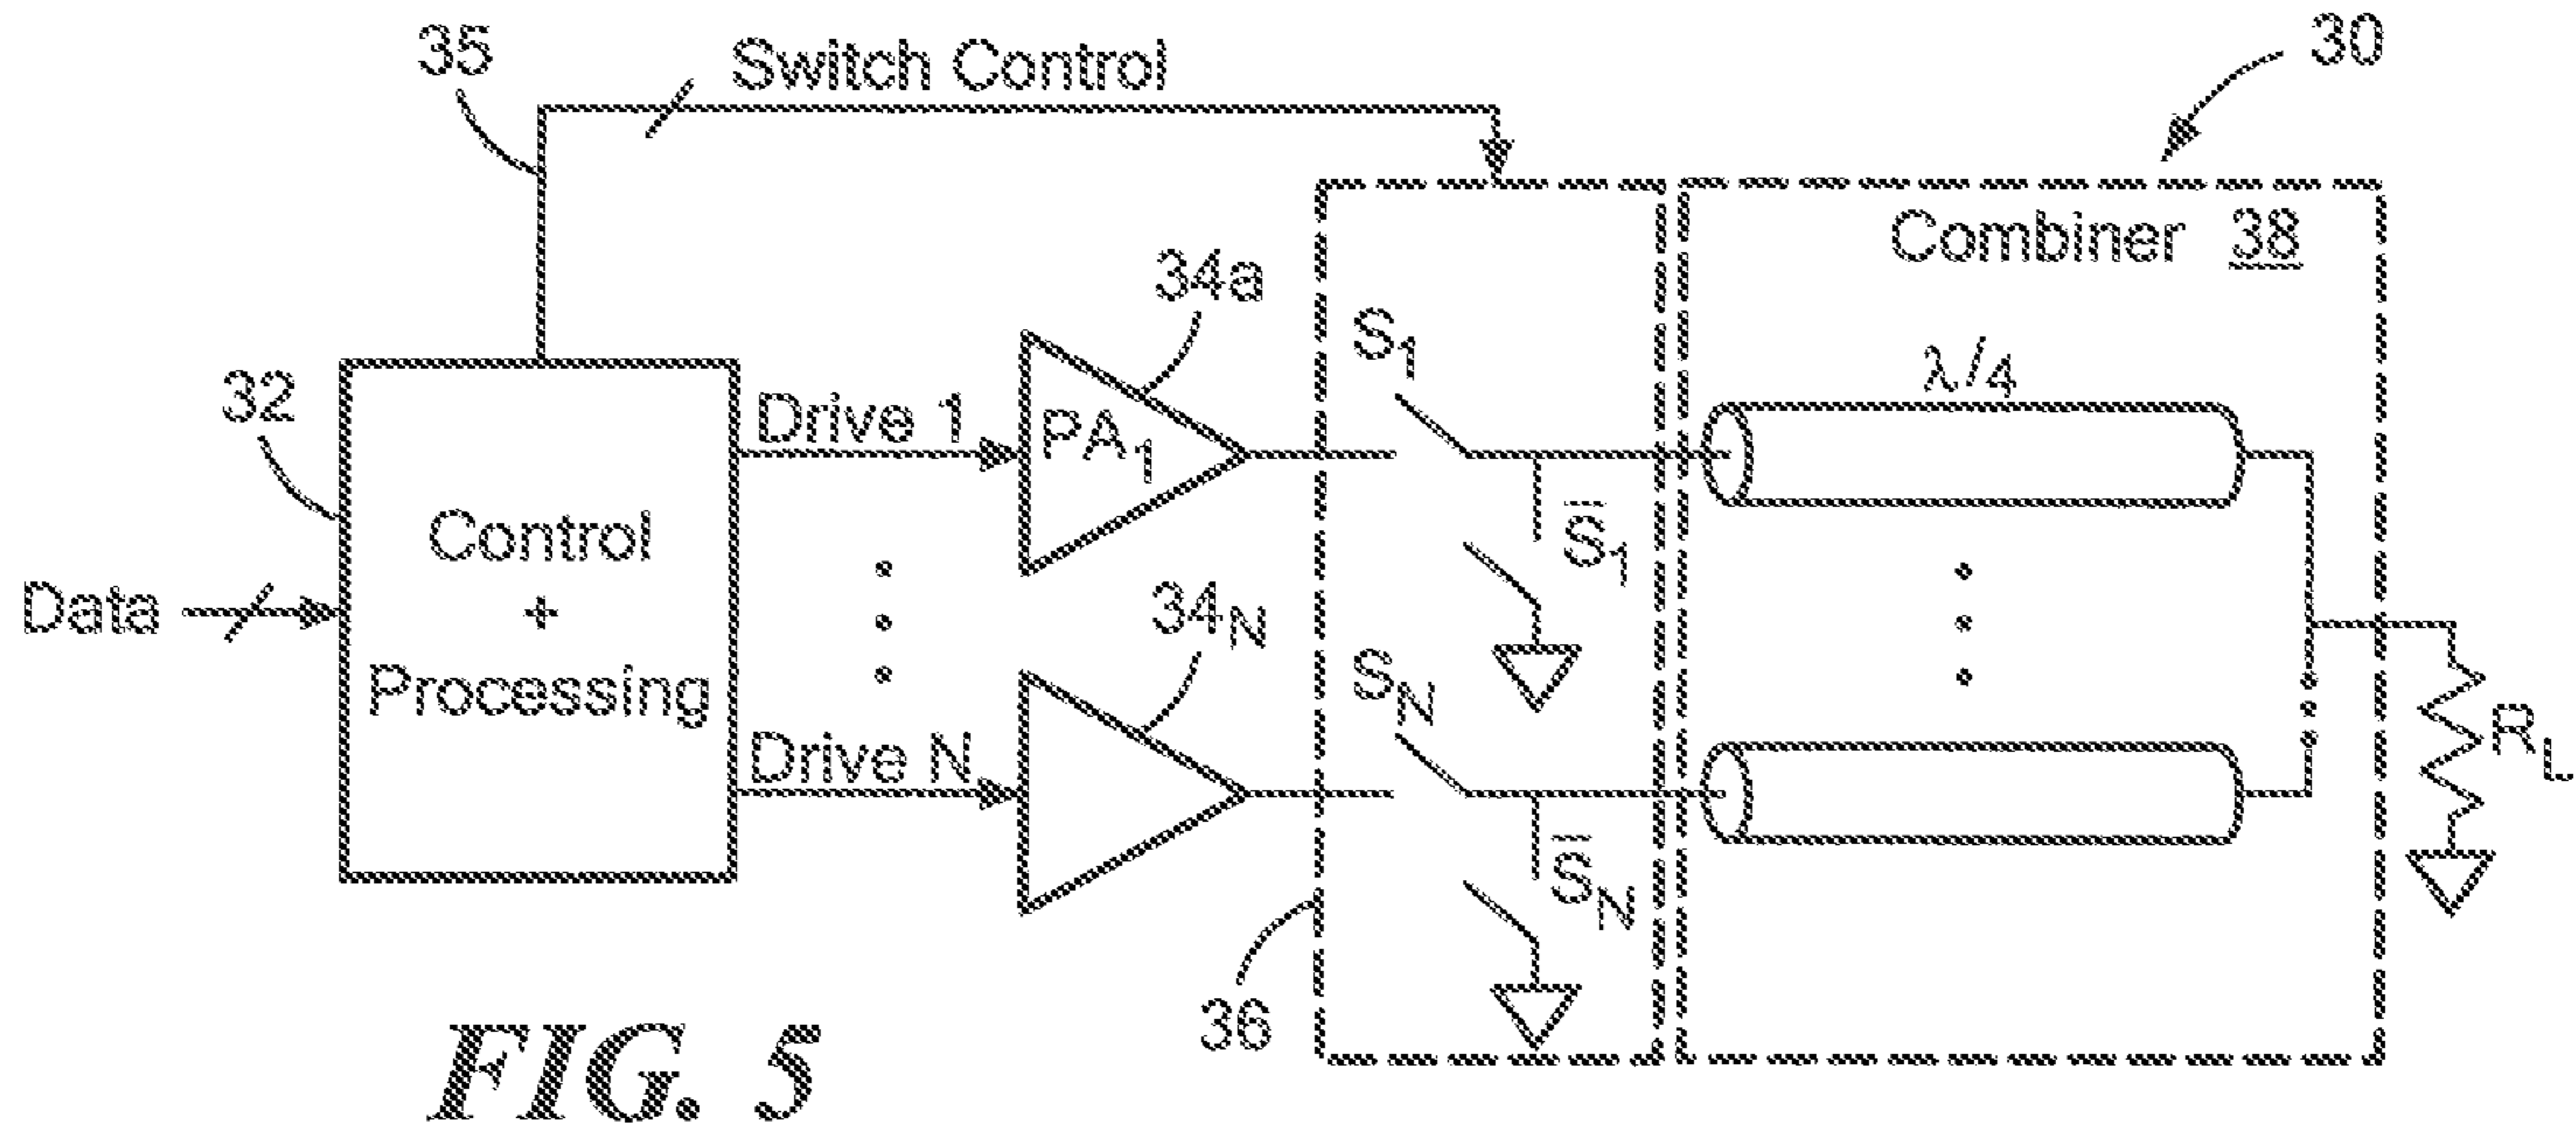 35
Switch Control
30
Combiner 38
34a
S1
λ/4
32
Drive 1
PA1
Control
+
Processing
S̅1
Data
34N
SN
Drive N
RL
S̅N
36
FIG. 5